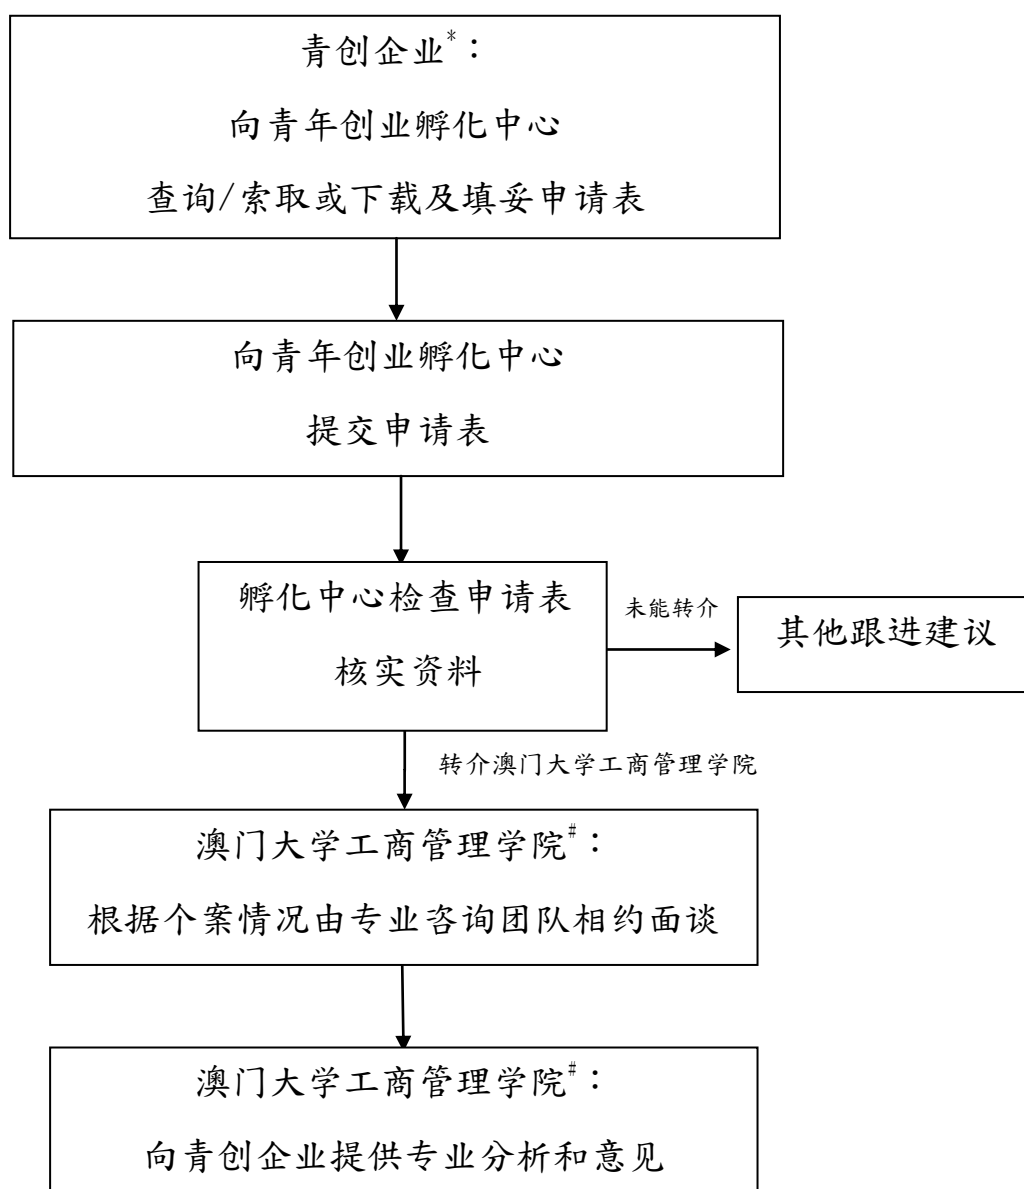 青创企业*：
向青年创业孵化中心
查询/索取或下载及填妥申请表
向青年创业孵化中心
提交申请表
孵化中心检查申请表
核实资料
未能转介
其他跟进建议
转介澳门大学工商管理学院
澳门大学工商管理学院#：
根据个案情况由专业咨询团队相约面谈
澳门大学工商管理学院#：
向青创企业提供专业分析和意见